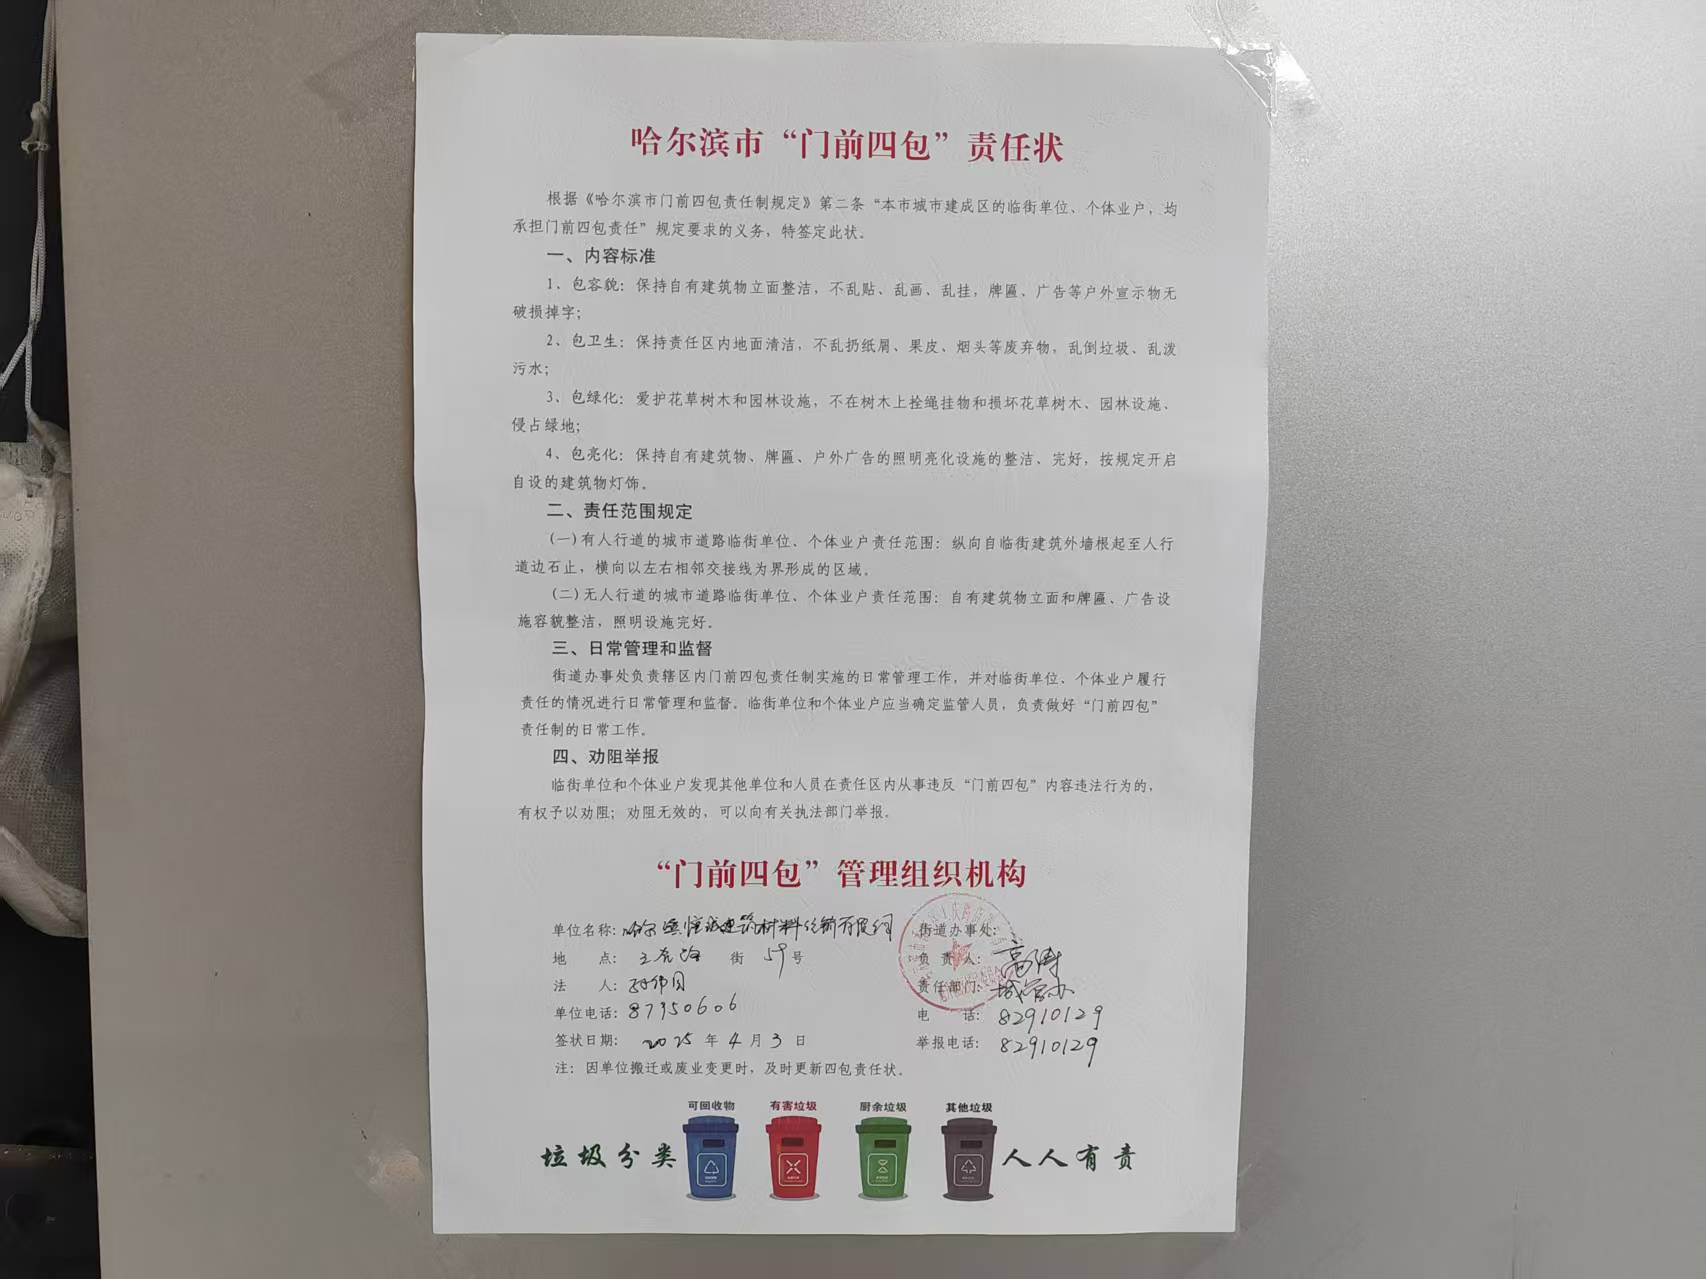 哈尔滨市“门前四包”责任状
根据《哈尔滨市门前四包责任制规定》第二条“本市城市建成区的临街单位、个体业户，均
承担门前四包责任”规定要求的义务，特签定此状。
一、内容标准
1、包容貌：保持自有建筑物立面整洁，不乱贴、乱画、乱挂，牌匾、广告等户外宣示物无
破损掉字；
2、包卫生：保持责任区内地面清洁，不乱扔纸屑、果皮、烟头等废弃物，乱倒垃圾、乱泼
污水；
3、包绿化：爱护花草树木和园林设施，不在树木上拴绳挂物和损坏花草树木、园林设施、
侵占绿地；
4、包亮化：保持自有建筑物、牌匾、户外广告的照明亮化设施的整洁、完好，按规定开启
自设的建筑物灯饰。
二、责任范围规定
(一)有人行道的城市道路临街单位、个体业户责任范围：纵向自临街建筑外墙根起至人行
道边石止，横向以左右相邻交接线为界形成的区域。
(二)无人行道的城市道路临街单位、个体业户责任范围：自有建筑物立面和牌匾、广告设
施容貌整洁，照明设施完好。
三、日常管理和监督
街道办事处负责辖区内门前四包责任制实施的日常管理工作，并对临街单位、个体业户履行
责任的情况进行日常管理和监督。临街单位和个体业户应当确定监管人员，负责做好“门前四包”
责任制的日常工作。
四、劝阻举报
临街单位和个体业户发现其他单位和人员在责任区内从事违反“门前四包”内容违法行为的，
有权予以劝阻；劝阻无效的，可以向有关执法部门举报。
“门前四包”管理组织机构
单位名称：哈尔滨恒诚建筑材料经销有限公司
街道办事处：
地 点： 街 59号
负责人：高
法 人：孙伟
责任部门：城管办
单位电话：87350606
电 话：82910129
签状日期：2025年4月3日
举报电话：82910129
注：因单位搬迁或废业变更时，及时更新四包责任状。
可回收物 有害垃圾 厨余垃圾 其他垃圾
垃圾分类 人人有责